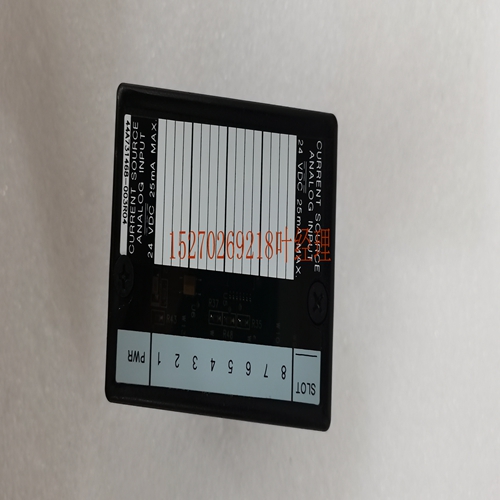 CURRENT SOURCE
ANALOG INPUT
24 VDC 25mA MAX
CURRENT SOURCE
ANALOG INPUT
24 VDC 25mA MAX
15270269218叶经理
SLOT
8 7 6 5 4 3 2 1 PWR